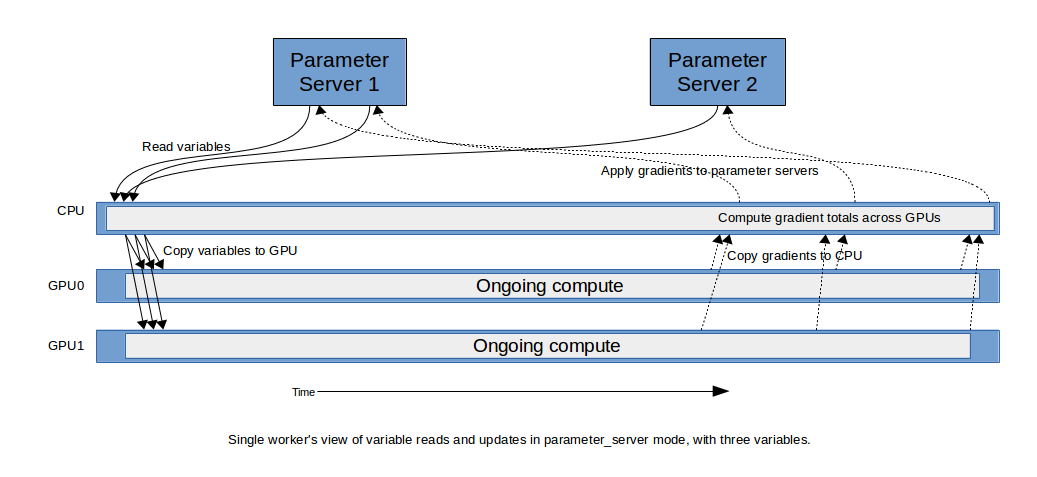 Parameter
Server 1
Parameter
Server 2
Read variables
Apply gradients to parameter servers
CPU
Compute gradient totals across GPUs
Copy variables to GPU
Copy gradients to CPU
GPU0
Ongoing compute
GPU1
Ongoing compute
Time
Single worker's view of variable reads and updates in parameter_server mode, with three variables.